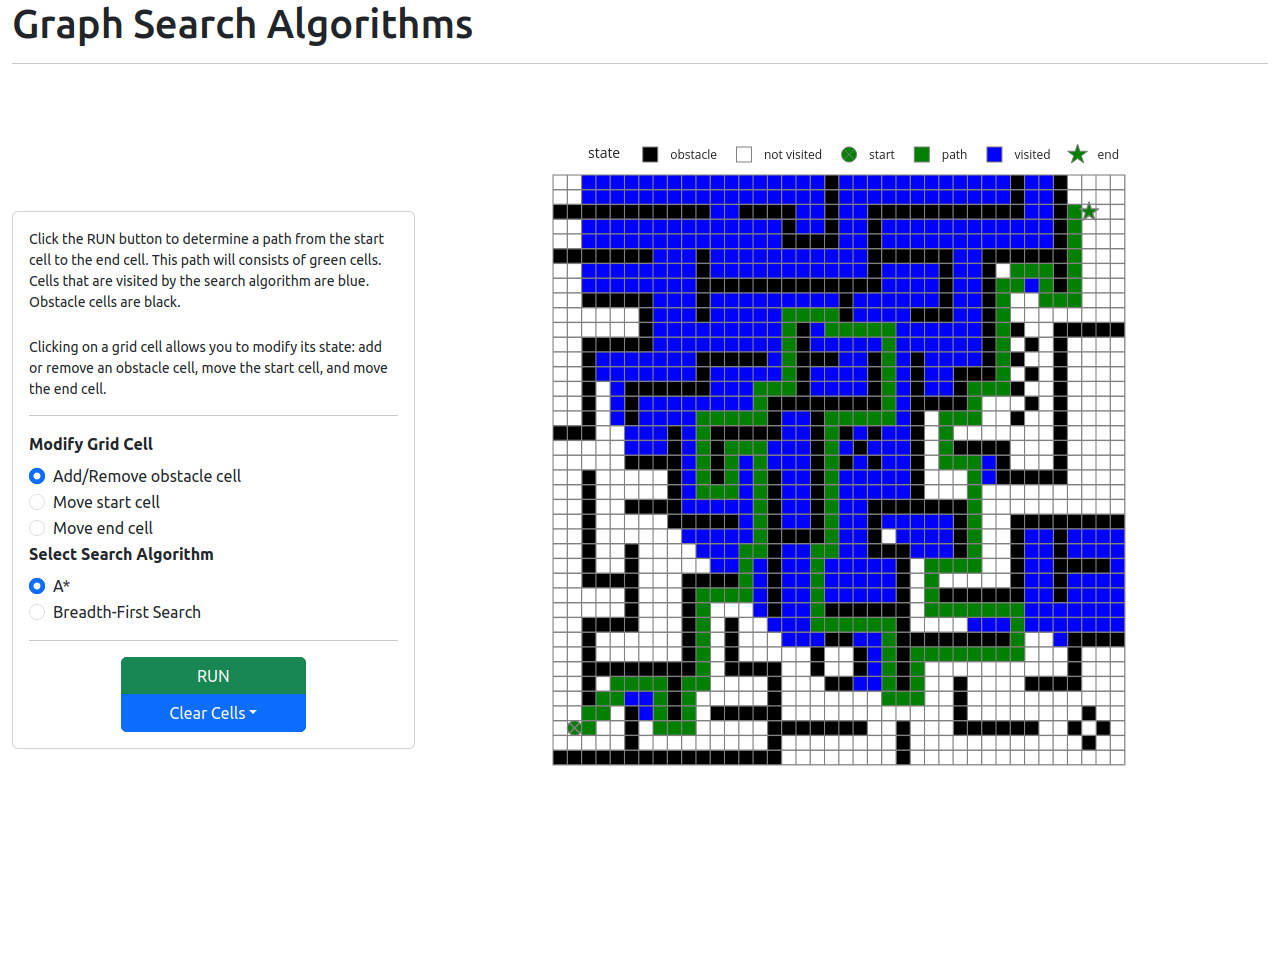 Graph Search Algorithms
state obstacle not visited start path visited end
Click the RUN button to determine a path from the start
cell to the end cell. This path will consists of green cells.
Cells that are visited by the search algorithm are blue.
Obstacle cells are black.
Clicking on a grid cell allows you to modify its state: add
or remove an obstacle cell, move the start cell, and move
the end cell.
Modify Grid Cell
Add/Remove obstacle cell
Move start cell
Move end cell
Select Search Algorithm
A*
Breadth-First Search
RUN
Clear Cells